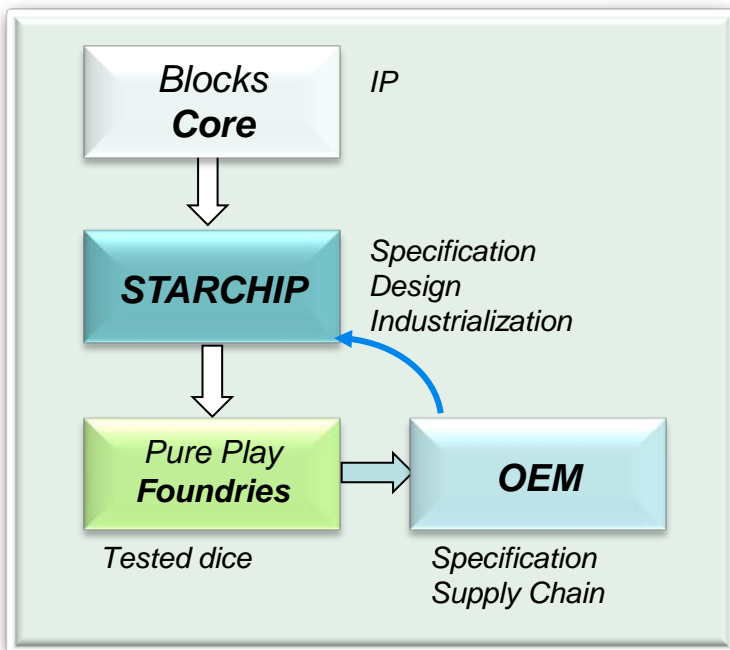 Blocks
Core
IP
STARCHIP
Specification
Design
Industrialization
Pure Play
Foundries
OEM
Tested dice
Specification
Supply Chain